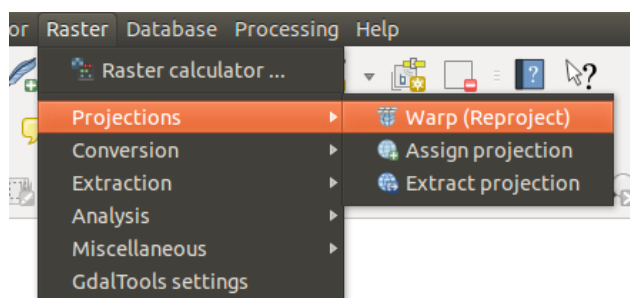 or Raster Database Processing Help
Raster calculator ...
Projections
Warp (Reproject)
Conversion
Assign projection
Extraction
Extract projection
Analysis
Miscellaneous
GdalTools settings